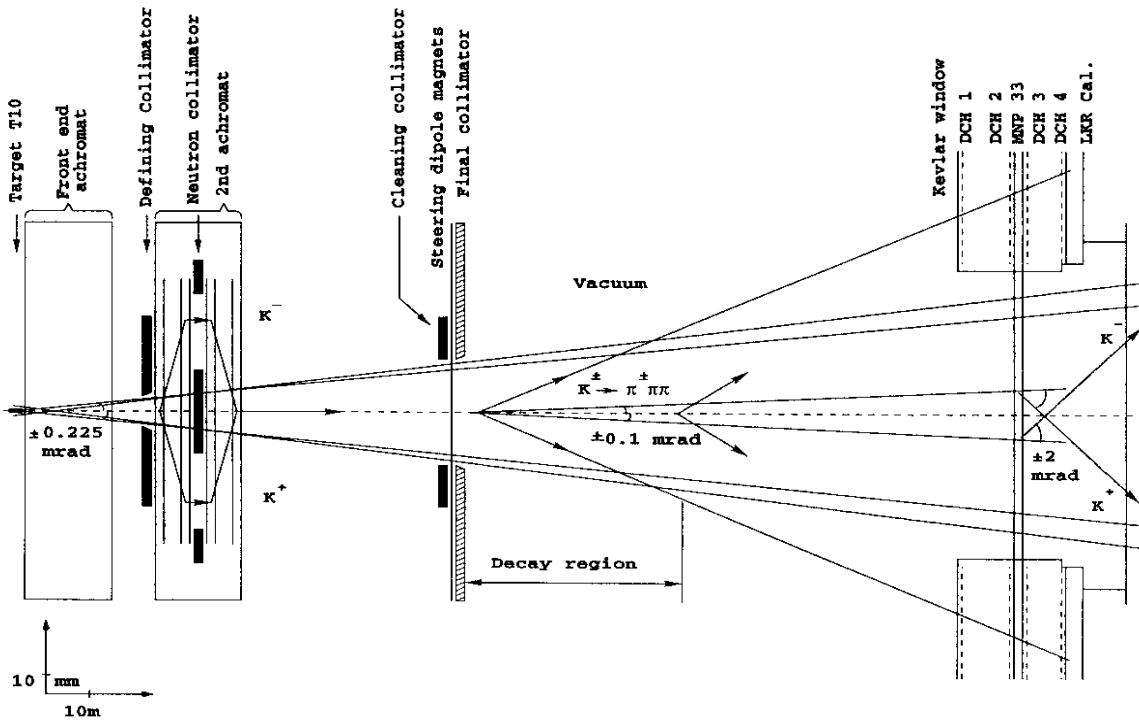 Target T10
Front end
achromat
Defining Collimator
Neutron collimator
2nd achromat
Cleaning collimator
Steering dipole magnets
Final collimator
Kevlar window
DCH 1
DCH 2
MNP 33
DCH 3
DCH 4
LKR Cal.
Vacuum
K⁻
K⁻
K± → π±ππ
±0.225
mrad
±0.1 mrad
±2
mrad
K⁺
K⁺
Decay region
10 mm
10m